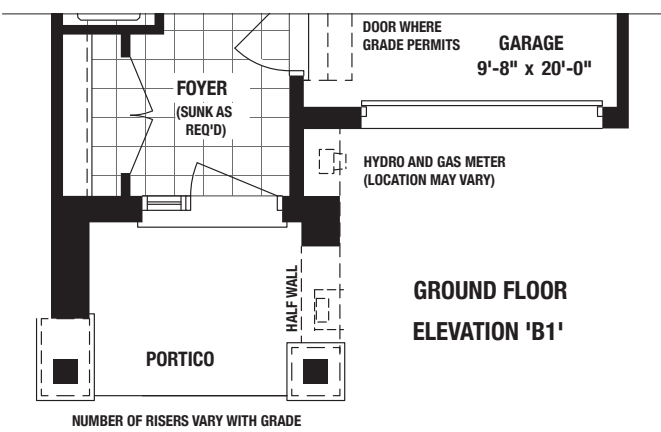 DOOR WHERE
GRADE PERMITS
GARAGE
9'-8" x 20'-0"
FOYER
(SUNK AS
REQ'D)
HYDRO AND GAS METER
(LOCATION MAY VARY)
HALF WALL
GROUND FLOOR
ELEVATION 'B1'
PORTICO
NUMBER OF RISERS VARY WITH GRADE